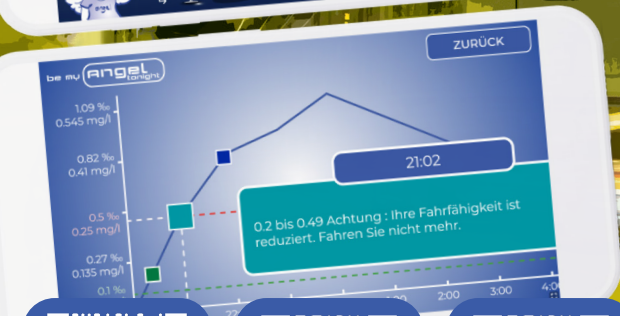 be my Angel tonight
ZURÜCK
1.09 ‰
0.545 mg/l
0.82 ‰
0.41 mg/l
21:02
0.5 ‰
0.25 mg/l
0.2 bis 0.49 Achtung : Ihre Fahrfähigkeit ist
reduziert. Fahren Sie nicht mehr.
0.27 ‰
0.135 mg/l
0.1 ‰
2:00 3:00